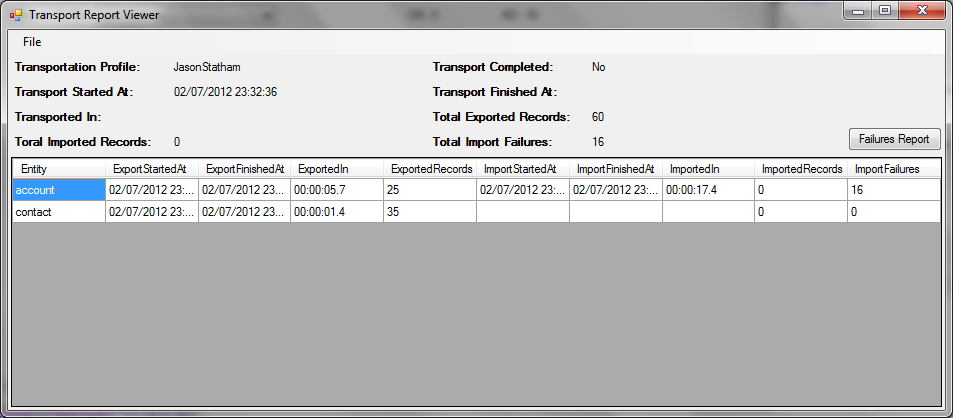 Transport Report Viewer
File
Transportation Profile: JasonStatham Transport Completed: No
Transport Started At: 02/07/2012 23:32:36 Transport Finished At:
Transported In: Total Exported Records: 60
Toral Imported Records: 0 Total Import Failures: 16 Failures Report
Entity ExportStartedAt ExportFinishedAt ExportedIn ExportedRecords ImportStartedAt ImportFinishedAt ImportedIn ImportedRecords ImportFailures
account 02/07/2012 23:... 02/07/2012 23... 00:00:05.7 25 02/07/2012 23:... 02/07/2012 23:... 00:00:17.4 0 16
contact 02/07/2012 23:... 02/07/2012 23... 00:00:01.4 35 0 0